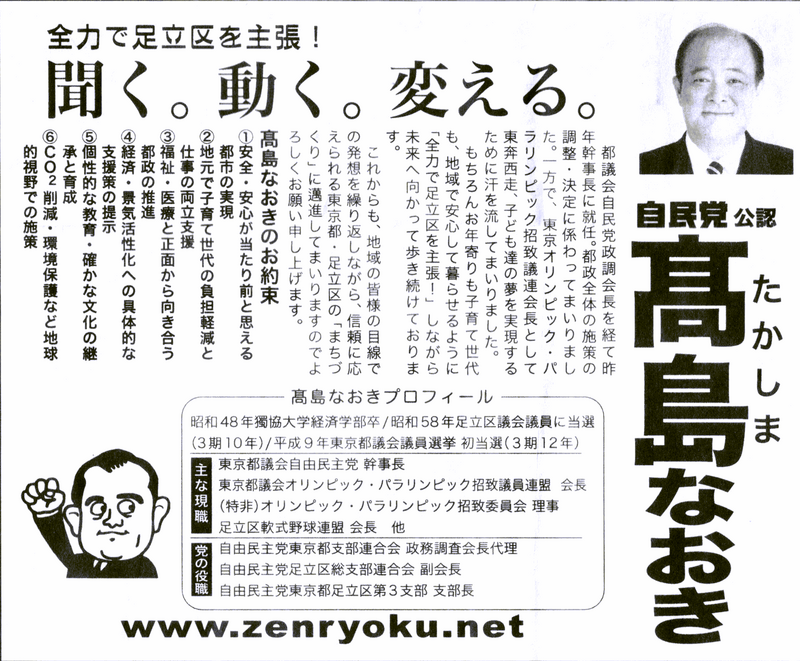 全力で足立区を主張！
聞く。動く。変える。
都議会自民党政調会長を経て昨
年幹事長に就任。都政全体の施策の
調整・決定に係わってまいりまし
た。一方で、東京オリンピック・パ
ラリンピック招致議連会長として
東奔西走、子ども達の夢を実現する
ために汗を流してまいりました。
もちろんお年寄りも子育て世代
も、地域で安心して暮らせるように
「全力で足立区を主張！」しながら
未来へ向かって歩き続けておりま
す。
これからも、地域の皆様の目線で
の発想を繰り返しながら、信頼に応
えられる東京都・足立区の「まちづ
くり」に邁進してまいりますのでよ
ろしくお願い申し上げます。
髙島なおきのお約束
①安全・安心が当たり前と思える
都市の実現
②地元で子育て世代の負担軽減と
仕事の両立支援
③福祉・医療と正面から向き合う
都政の推進
④経済・景気活性化への具体的な
支援策の提示
⑤個性的な教育・確かな文化の継
承と育成
⑥CO2削減・環境保護など地球
的視野での施策
自民党 公認
髙島なおき
たかしま
髙島なおきプロフィール
昭和48年獨協大学経済学部卒/昭和58年足立区議会議員に当選
(3期10年)/平成9年東京都議会議員選挙 初当選(3期12年)
主な現職
東京都議会自由民主党 幹事長
東京都議会オリンピック・パラリンピック招致議員連盟 会長
(特非)オリンピック・パラリンピック招致委員会 理事
足立区軟式野球連盟 会長 他
党の役職
自由民主党東京都支部連合会 政務調査会長代理
自由民主党足立区総支部連合会 副会長
自由民主党東京都足立区第3支部 支部長
www.zenryoku.net